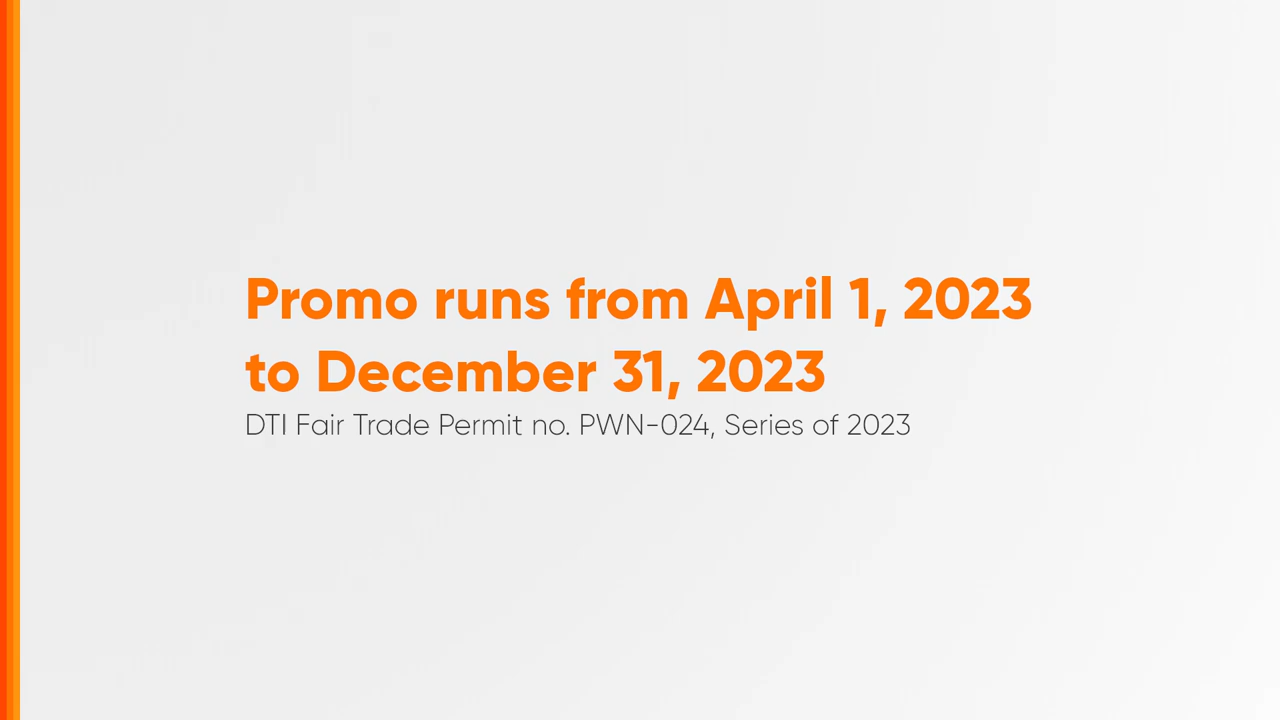 Promo runs from April 1, 2023
to December 31, 2023
DTI Fair Trade Permit no. PWN-024, Series of 2023